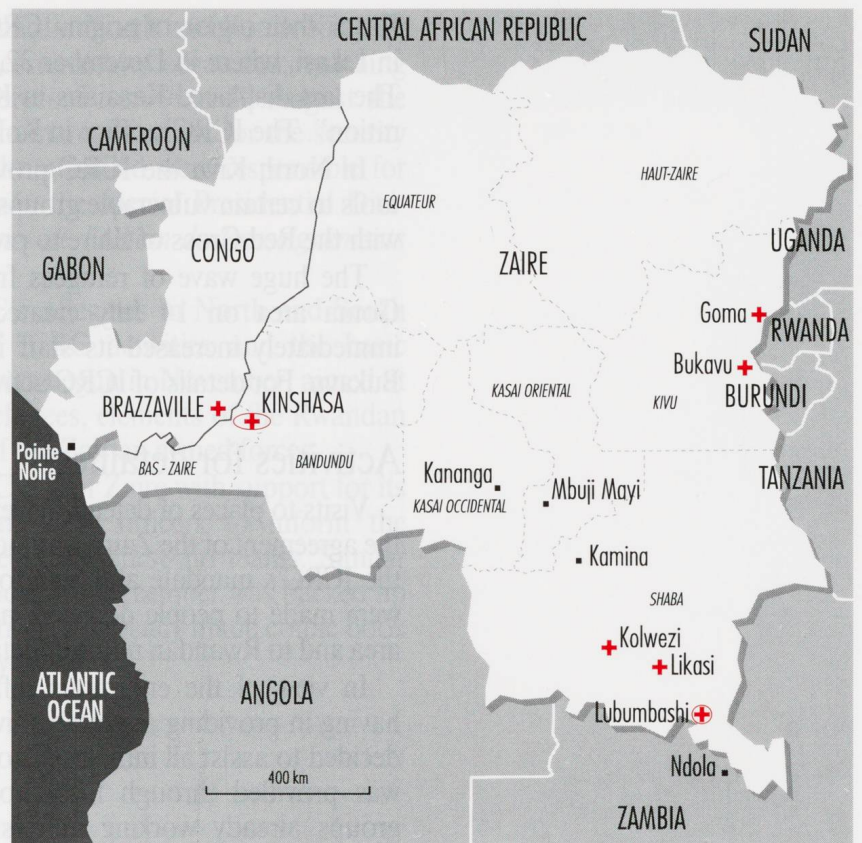 CENTRAL AFRICAN REPUBLIC
SUDAN
CAMEROON
HAUT-ZAIRE
EQUATEUR
UGANDA
CONGO
ZAIRE
GABON
Goma
RWANDA
Bukavu
KASAI ORIENTAL
KIVU
BURUNDI
BRAZZAVILLE
KINSHASA
Pointe
Noire
BAS - ZAIRE
BANDUNDU
Kananga
TANZANIA
Mbuji Mayi
KASAI OCCIDENTAL
Kamina
SHABA
Kolwezi
Likasi
ATLANTIC
OCEAN
ANGOLA
Lubumbashi
400 km
Ndola
ZAMBIA